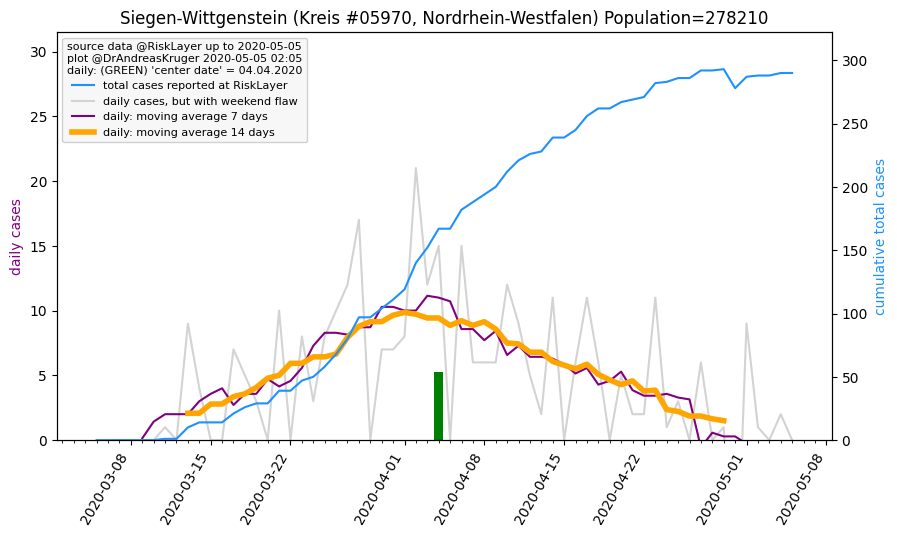 Siegen-Wittgenstein (Kreis #05970, Nordrhein-Westfalen) Population=278210
source data @RiskLayer up to 2020-05-05
plot @DrAndreasKruger 2020-05-05 02:05
daily: (GREEN) 'center date' = 04.04.2020
total cases reported at RiskLayer
daily cases, but with weekend flaw
daily: moving average 7 days
daily: moving average 14 days
30
25
20
15
10
5
0
daily cases
300
250
200
150
100
50
0
cumulative total cases
2020-03-08
2020-03-15
2020-03-22
2020-04-01
2020-04-08
2020-04-15
2020-04-22
2020-05-01
2020-05-08